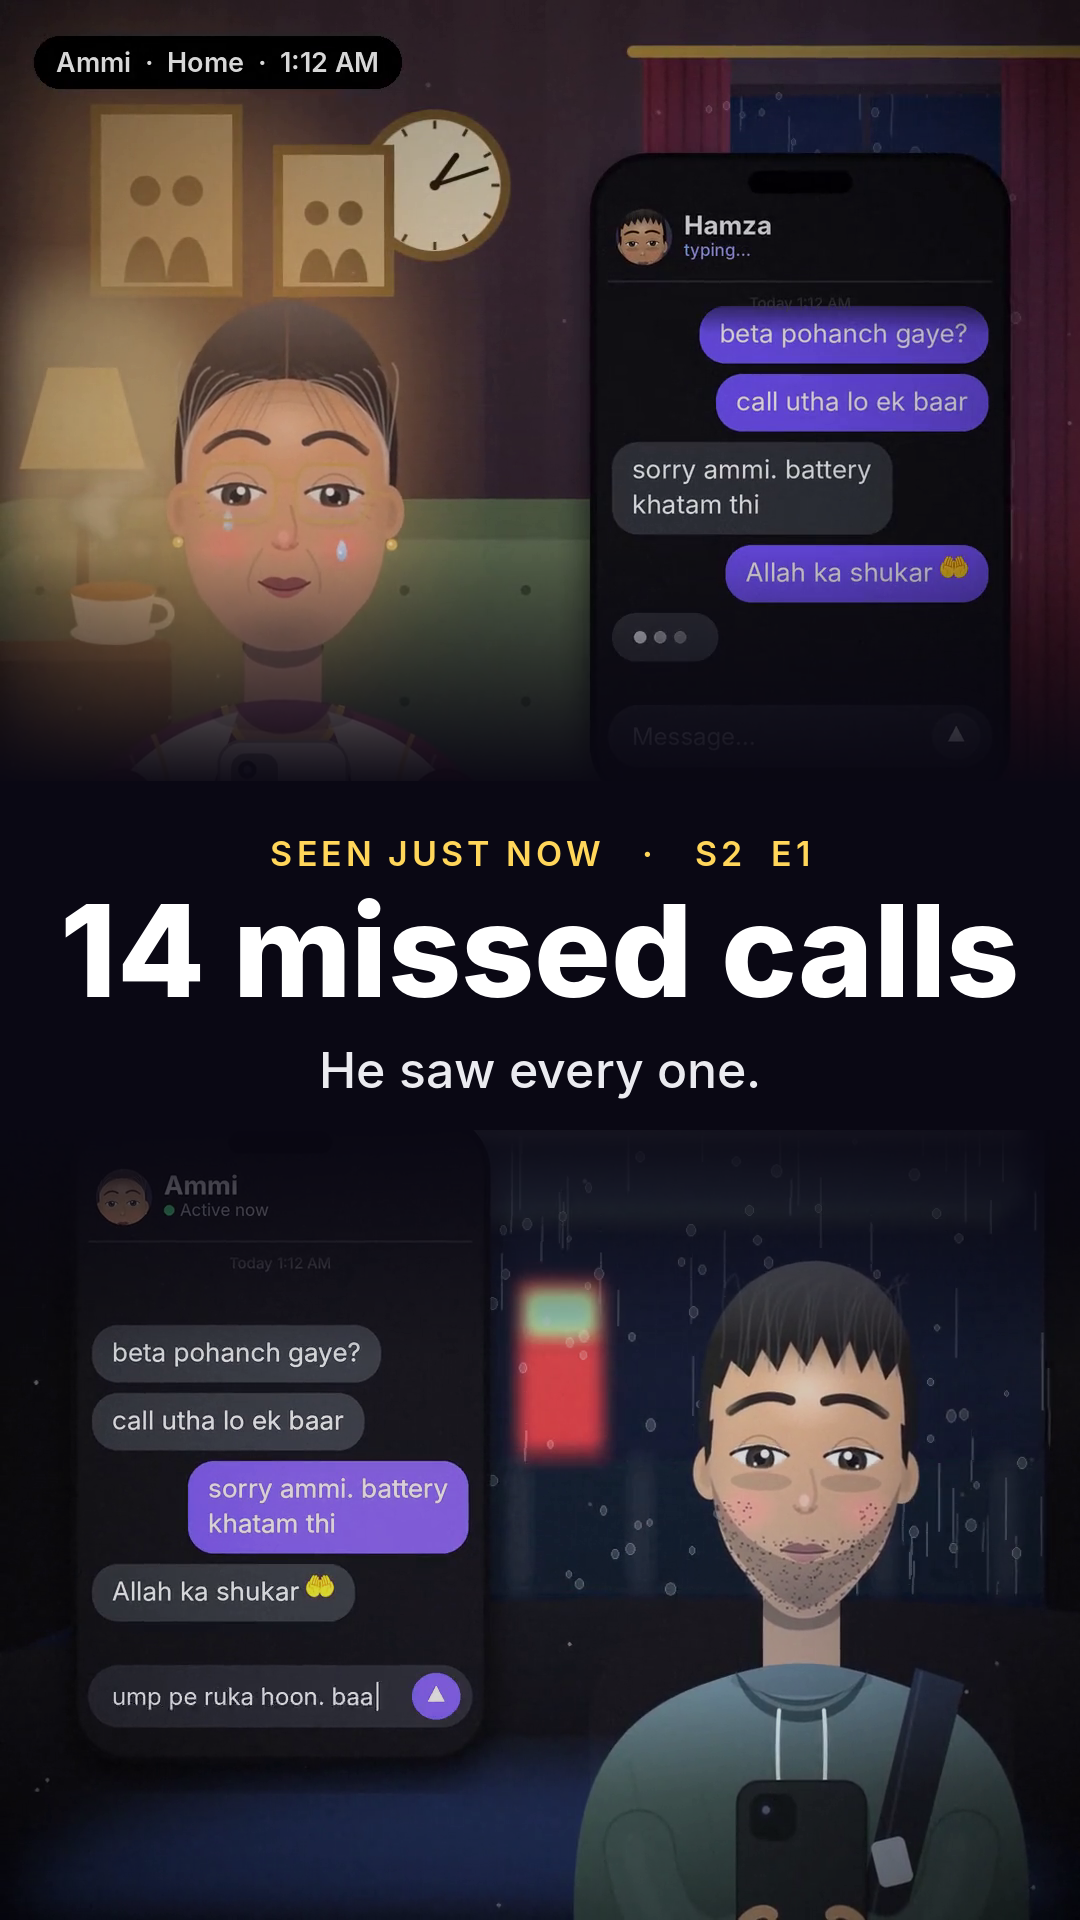 Ammi · Home · 1:12 AM
Hamza
typing...
Today 1:12 AM
beta pohanch gaye?
call utha lo ek baar
sorry ammi. battery
khatam thi
Allah ka shukar 🤲
Message...
SEEN JUST NOW · S2 E1
14 missed calls
He saw every one.
Ammi
Active now
Today 1:12 AM
beta pohanch gaye?
call utha lo ek baar
sorry ammi. battery
khatam thi
Allah ka shukar 🤲
ump pe ruka hoon. baa